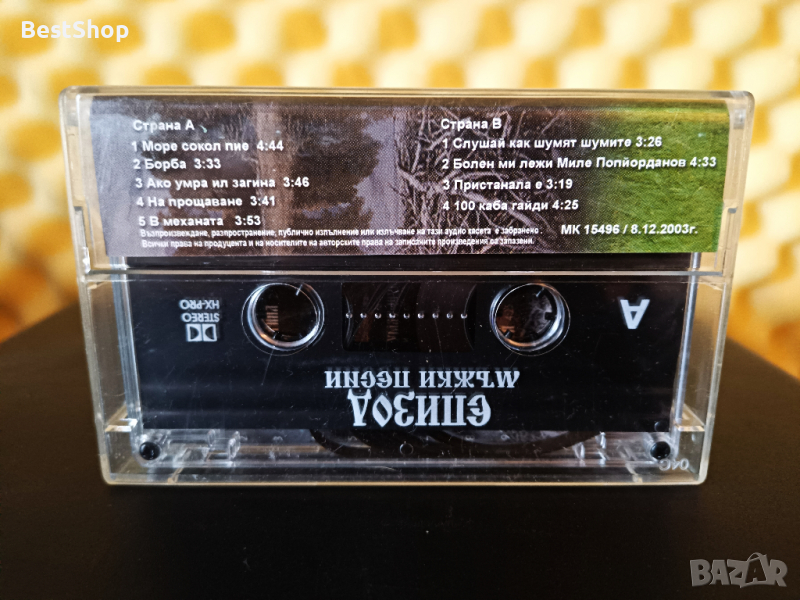 BestShop
Страна А
1 Море сокол пие 4:44
2 Борба 3:33
3 Ако умра ил загина 3:46
4 На прощаване 3:41
5 В механата 3:53
Страна В
1 Слушай как шумят шумите 3:26
2 Болен ми лежи Миле Попйорданов 4:33
3 Пристанала е 3:19
4 100 каба гайди 4:25
Възпроизвеждане, разпространение, публично изпълнение или излъчване на тази аудио касета е забранено :
Всички права на продуцента и на носителите на авторските права на записаните произведения са запазени.
МК 15496 / 8.12.2003г.
A
STEREO
HX-PRO
МЪЖКИ ПЕСНИ
ЕПИЗОД
BAZAR